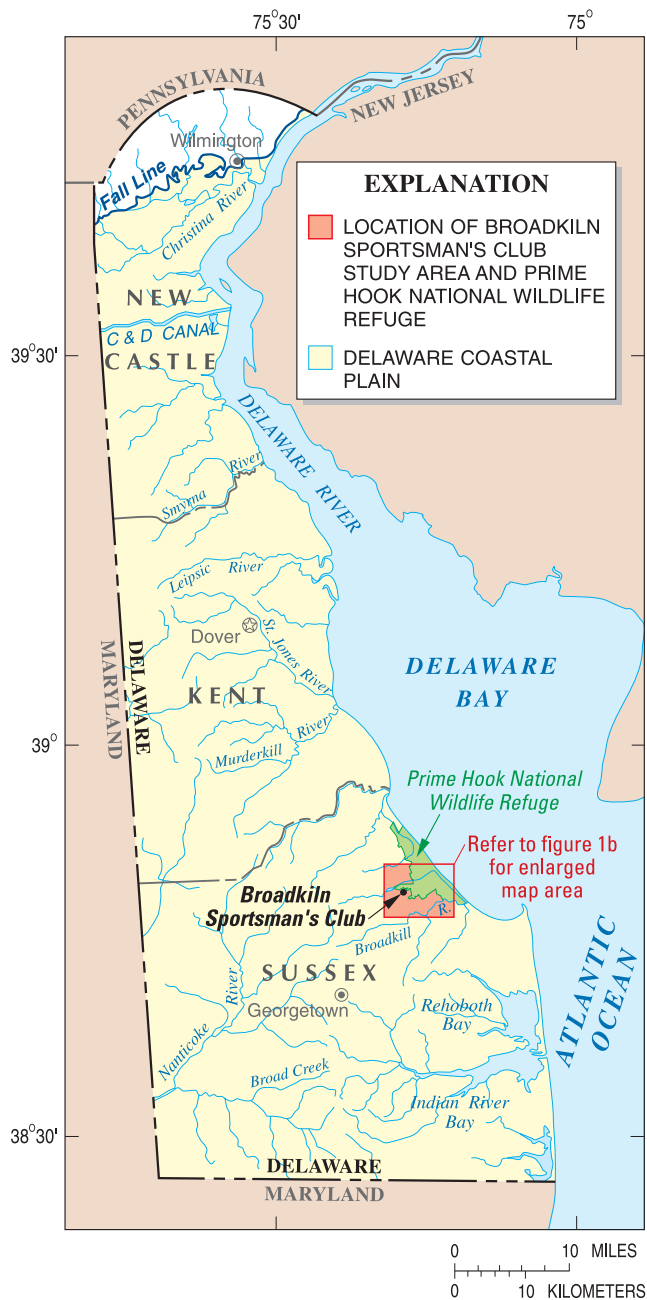 75° 30'
75°
PENNSYLVANIA
NEW JERSEY
Wilmington
Fall Line
Christina River
EXPLANATION
LOCATION OF BROADKILN
SPORTSMAN'S CLUB
STUDY AREA AND PRIME
HOOK NATIONAL WILDLIFE
REFUGE
DELAWARE COASTAL
PLAIN
NEW
C & D CANAL
CASTLE
39°30'
DELAWARE RIVER
Smyrna River
Leipsic River
Dover
St. Jones River
MARYLAND
DELAWARE
KENT
DELAWARE
BAY
39°
Murderkill River
Prime Hook National
Wildlife Refuge
Refer to figure 1b
for enlarged
map area
Broadkiln
Sportsman's Club
Broadkill R.
SUSSEX
Georgetown
Nanticoke River
Rehoboth
Bay
ATLANTIC
OCEAN
Broad Creek
Indian River
Bay
38°30'
DELAWARE
MARYLAND
0 10 MILES
0 10 KILOMETERS